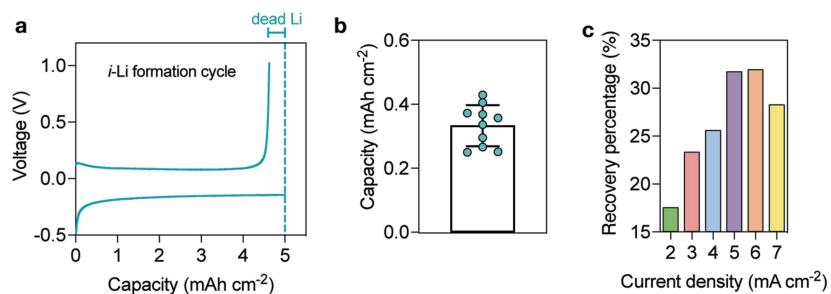 a
dead Li
i-Li formation cycle
Voltage (V)
1.0
0.5
0.0
-0.5
0 1 2 3 4 5
Capacity (mAh cm-2)
b
Capacity (mAh cm-2)
0.6
0.4
0.2
0.0
c
Recovery percentage (%)
35
30
25
20
15
2 3 4 5 6 7
Current density (mA cm-2)